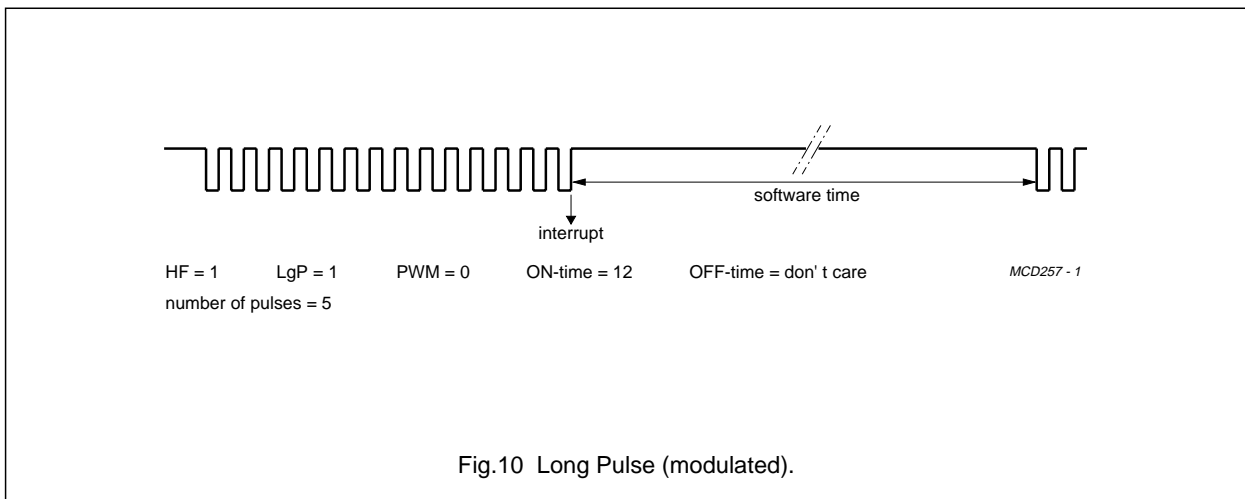 software time
interrupt
HF = 1 LgP = 1 PWM = 0 ON-time = 12 OFF-time = don' t care MCD257 - 1
number of pulses = 5
Fig.10 Long Pulse (modulated).